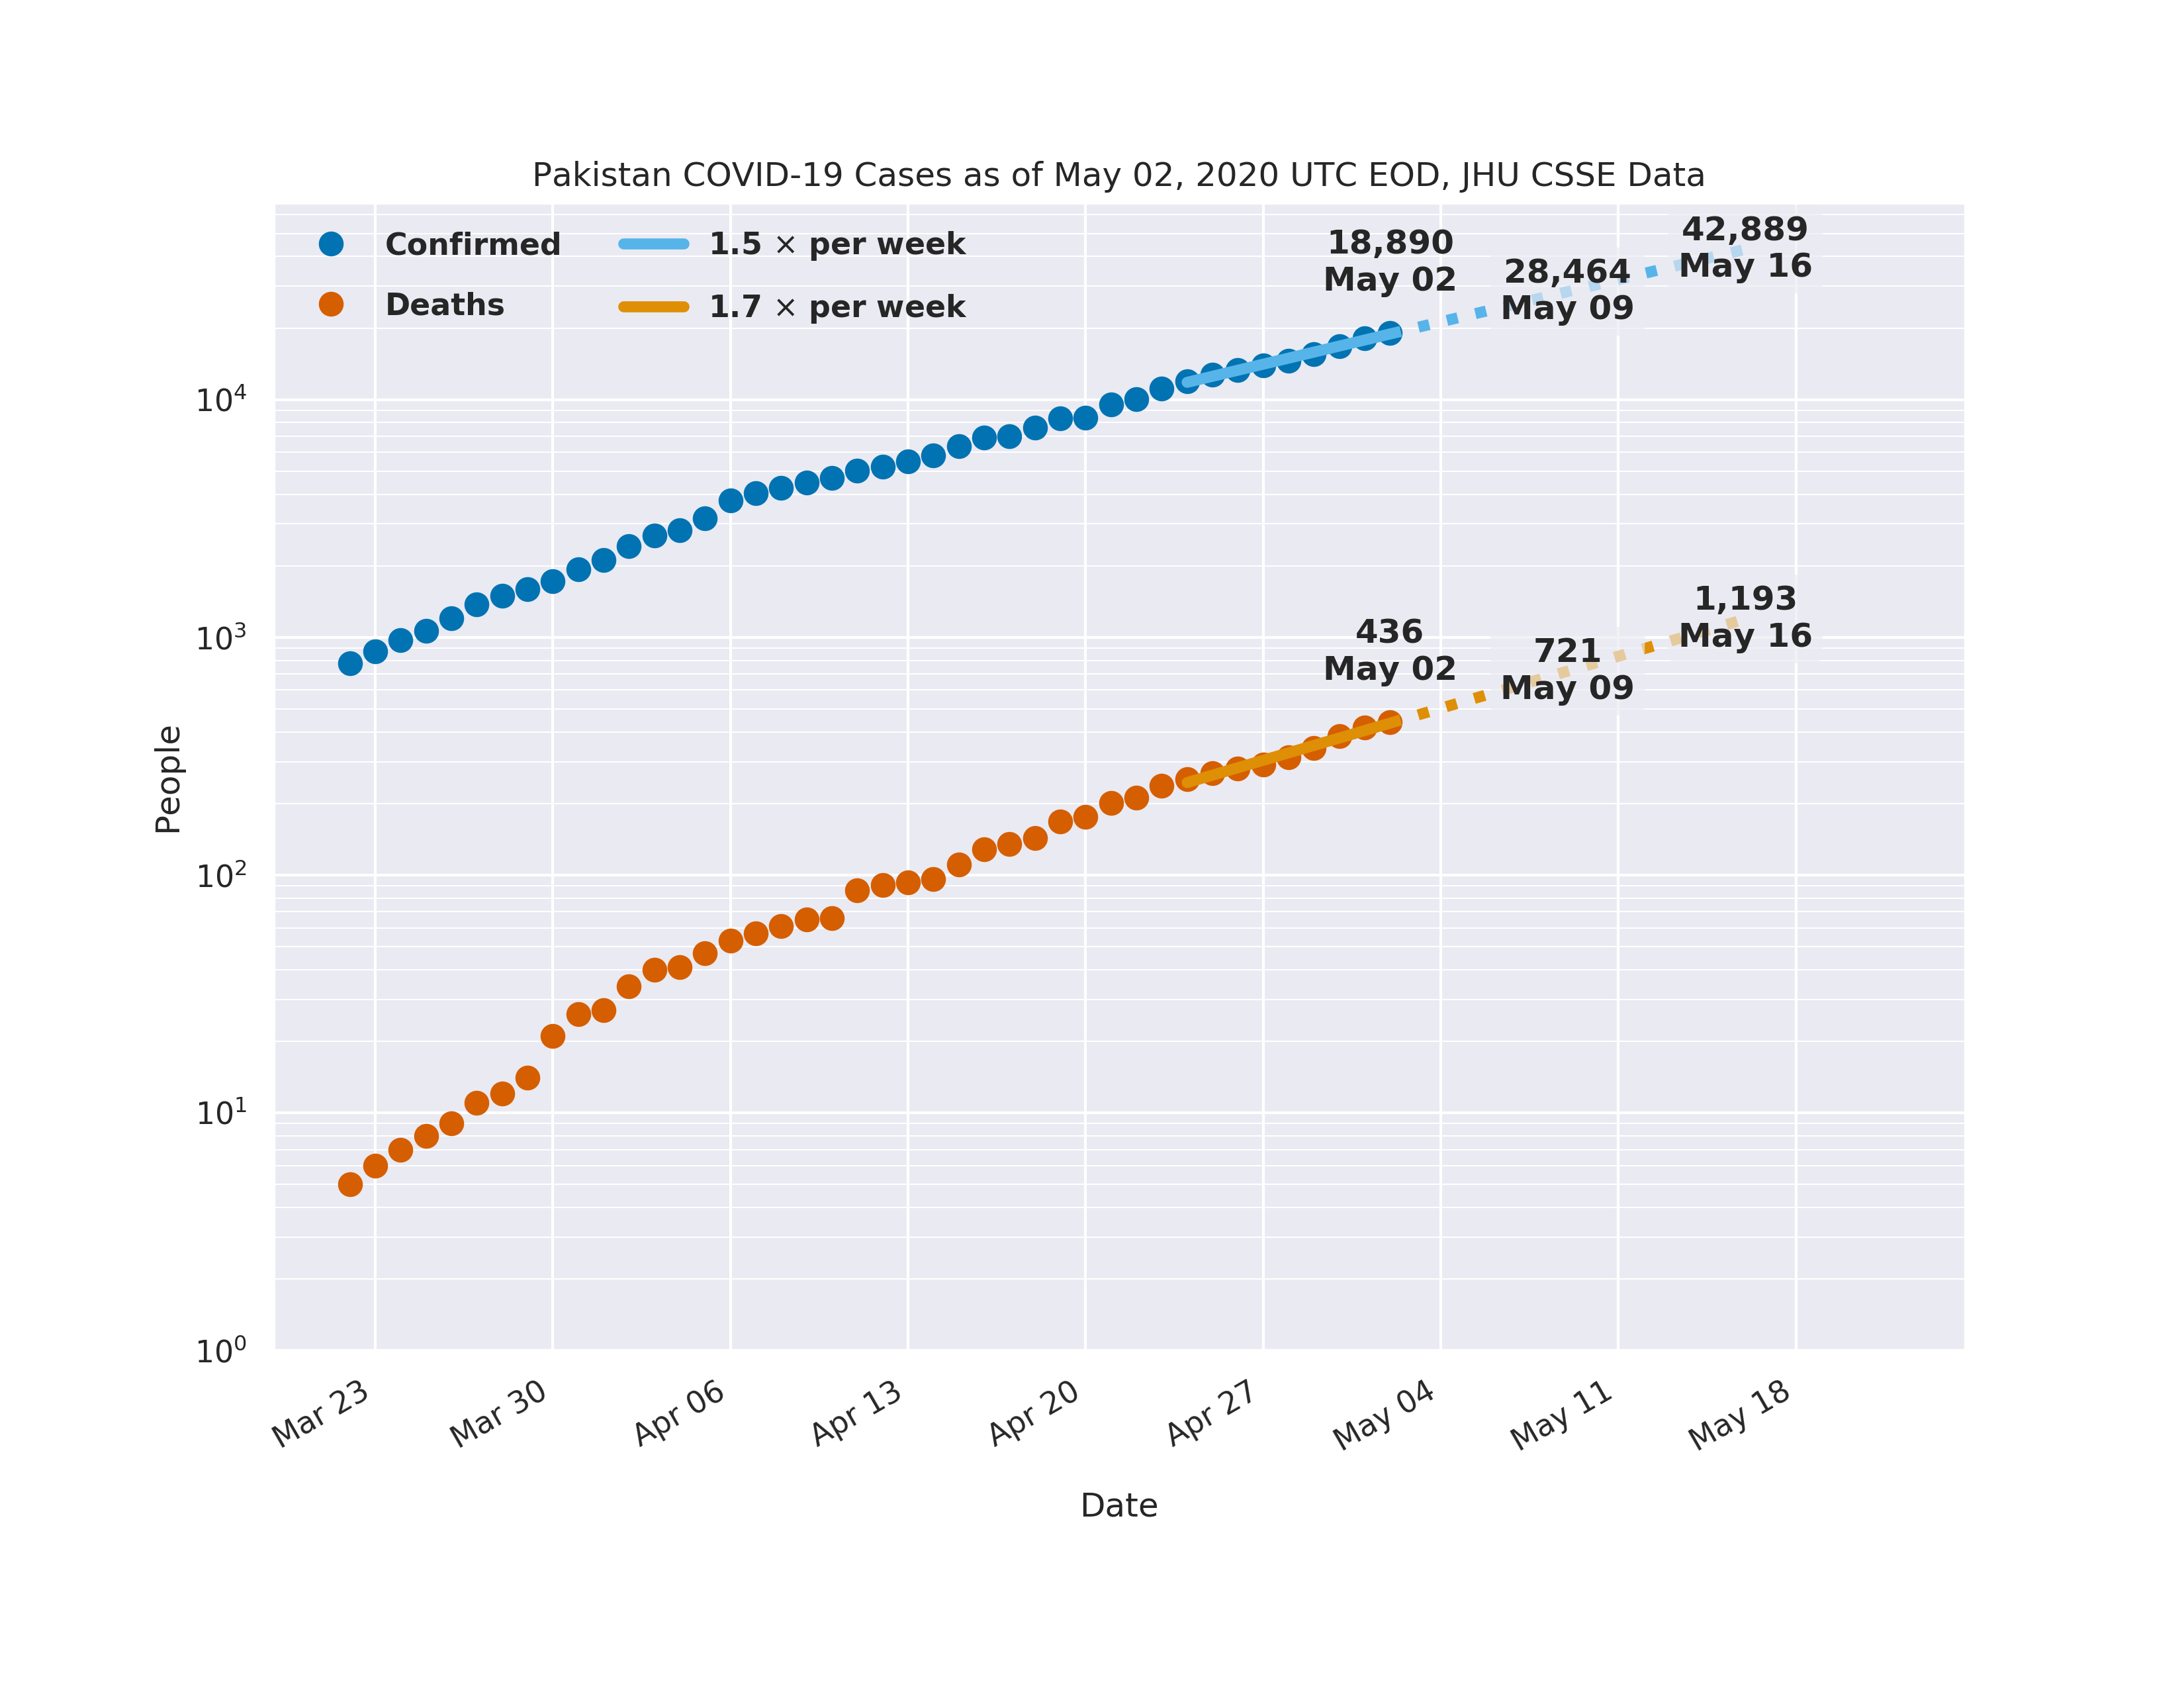 Pakistan COVID-19 Cases as of May 02, 2020 UTC EOD, JHU CSSE Data
Confirmed
Deaths
1.5 × per week
1.7 × per week
18,890
May 02
28,464
May 09
42,889
May 16
436
May 02
721
May 09
1,193
May 16
People
10⁴
10³
10²
10¹
10⁰
Mar 23
Mar 30
Apr 06
Apr 13
Apr 20
Apr 27
May 04
May 11
May 18
Date